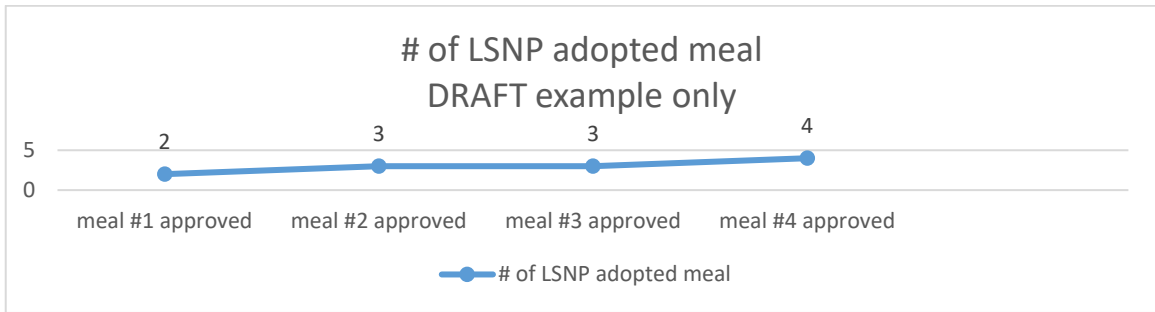 # of LSNP adopted meal
DRAFT example only
2
3
3
4
5
0
meal #1 approved
meal #2 approved
meal #3 approved
meal #4 approved
# of LSNP adopted meal